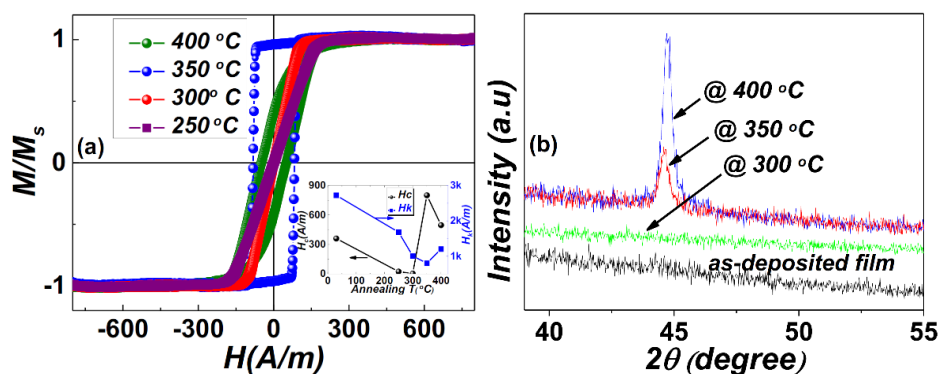 400 °C
350 °C
300° C
250 °C
(a)
M/Ms
1
0
-1
-600
-300
0
300
600
H(A/m)
900
600
300
0
Hc(A/m)
Hc
Hk
3k
2k
1k
Hk(A/m)
0
100
200
300
400
Annealing T(°C)
(b)
Intensity (a.u)
@ 400 °C
@ 350 °C
@ 300 °C
as-deposited film
40
45
50
55
2θ (degree)